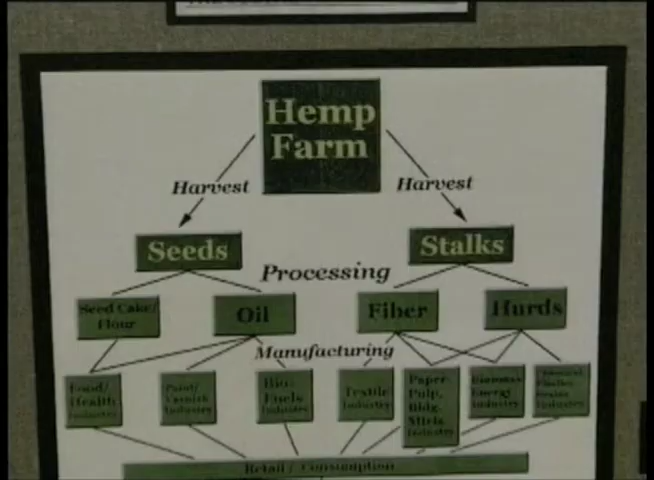 Hemp
Farm
Harvest
Harvest
Seeds
Stalks
Processing
Seed Cake/
Flour
Oil
Fiber
Hurds
Manufacturing
Food/
Health
Industry
Paint/
Varnish
Industry
Bio-
Fuels
Industry
Textile
Industry
Paper,
Pulp,
Bldg.
Mtrls.
Industry
Biomass
Energy
Industry
Industry
Retail / Consumption